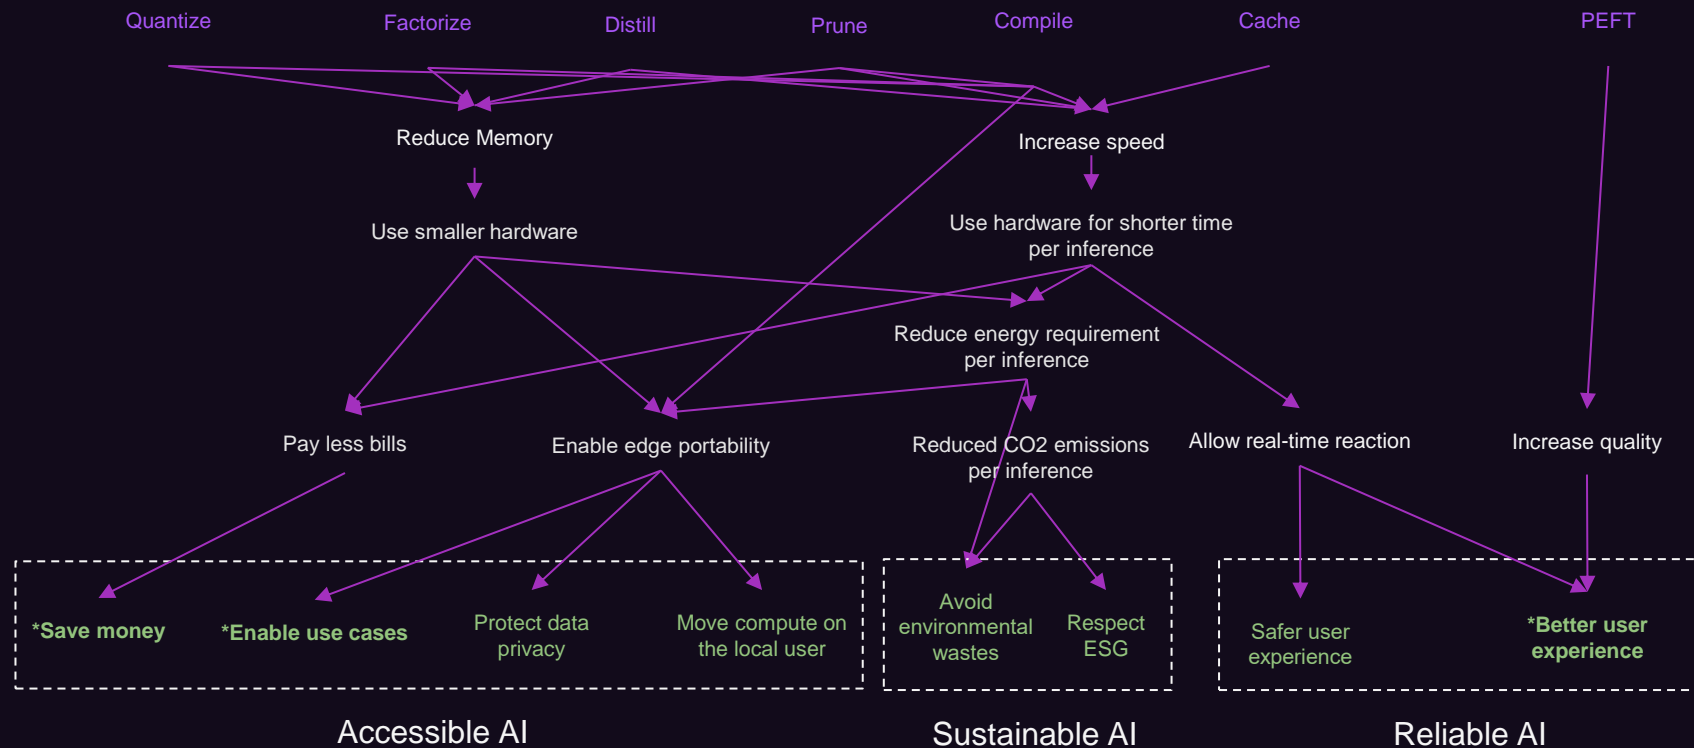 Quantize
Factorize
Distill
Prune
Compile
Cache
PEFT
Reduce Memory
Increase speed
Use smaller hardware
Use hardware for shorter time
per inference
Reduce energy requirement
per inference
Pay less bills
Enable edge portability
Reduced CO2 emissions
per inference
Allow real-time reaction
Increase quality
*Save money
*Enable use cases
Protect data
privacy
Move compute on
the local user
Avoid
environmental
wastes
Respect
ESG
Safer user
experience
*Better user
experience
Accessible AI
Sustainable AI
Reliable AI